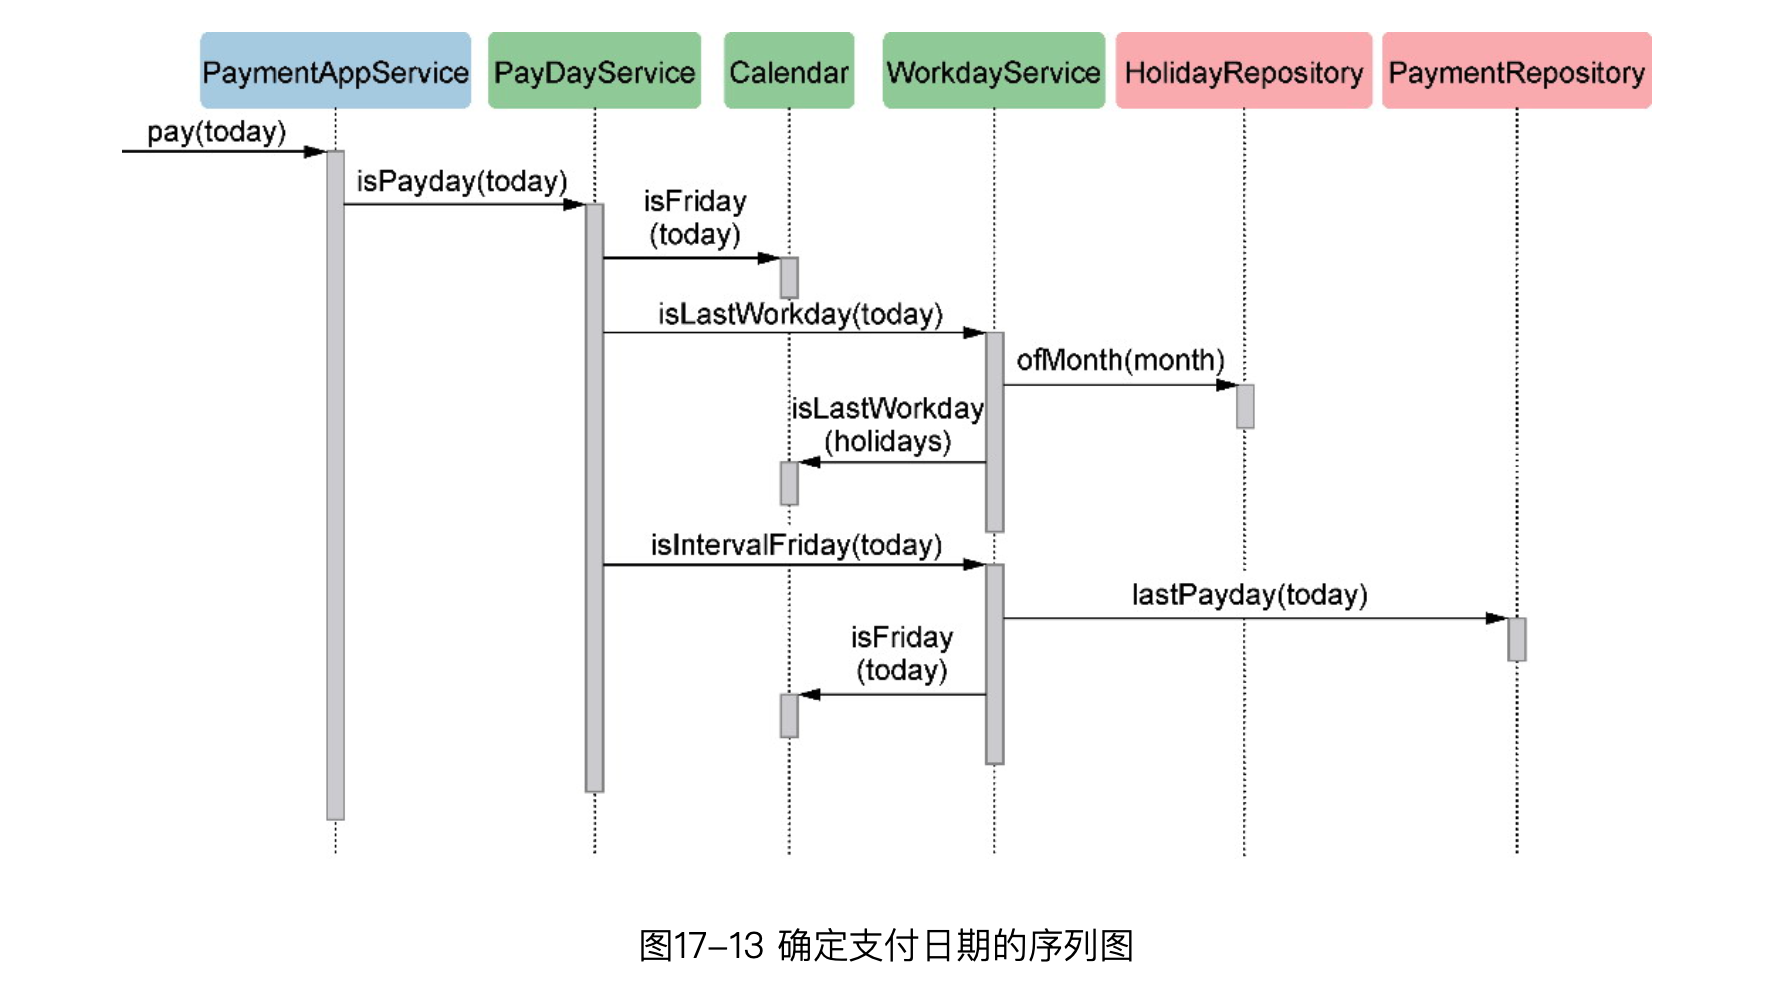 PaymentAppService
PayDayService
Calendar
WorkdayService
HolidayRepository
PaymentRepository
pay(today)
isPayday(today)
isFriday
(today)
isLastWorkday(today)
ofMonth(month)
isLastWorkday
(holidays)
isIntervalFriday(today)
lastPayday(today)
isFriday
(today)
图17–13 确定支付日期的序列图